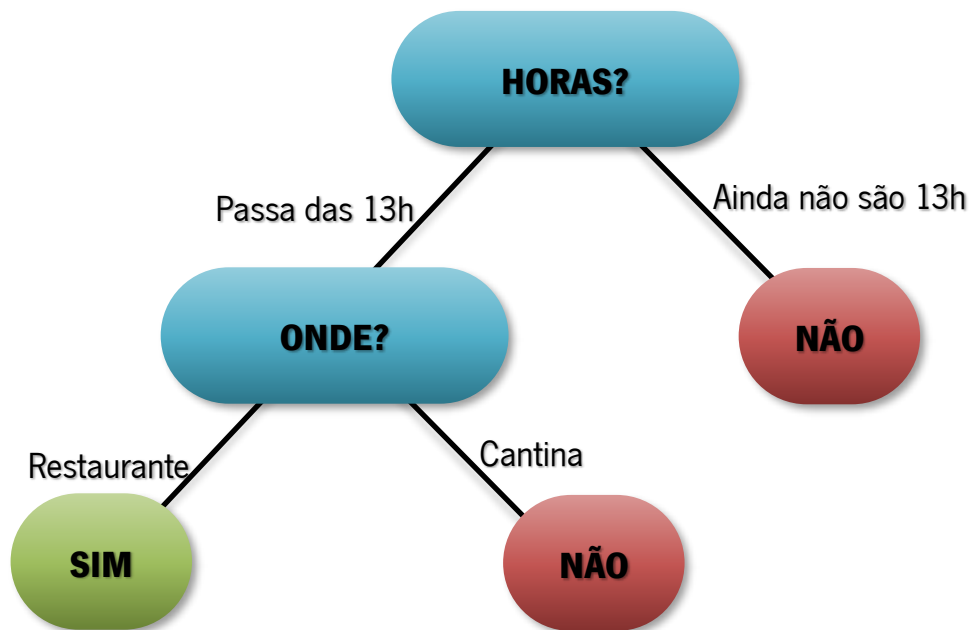 HORAS?
Passa das 13h
Ainda não são 13h
ONDE?
NÃO
Restaurante
Cantina
SIM
NÃO